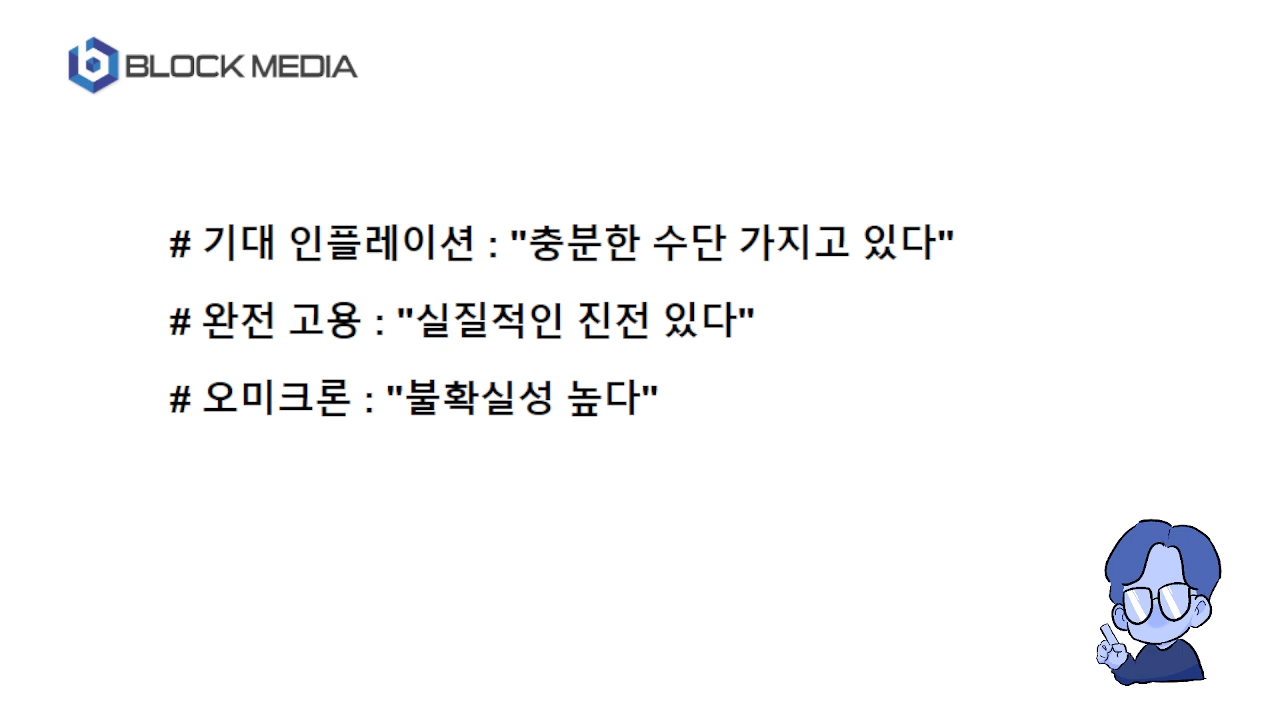 BLOCK MEDIA
# 기대 인플레이션 : "충분한 수단 가지고 있다"
# 완전 고용 : "실질적인 진전 있다"
# 오미크론 : "불확실성 높다"